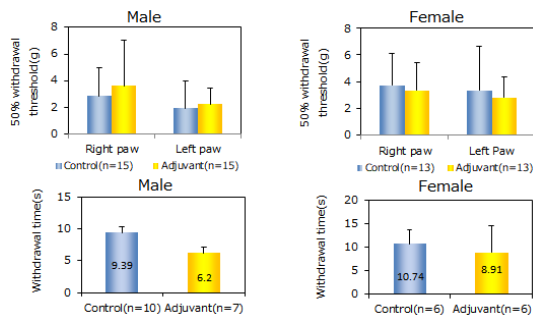 Male
50% withdrawal
threshold(g)
8
6
4
2
0
Right paw Left paw
Control(n=15) Adjuvant(n=15)
Female
50% withdrawal
threshold(g)
8
6
4
2
0
Right paw Left Paw
Control(n=13) Adjuvant(n=13)
Male
Withdrawal time(s)
15
10
5
0
9.39
6.2
Control(n=10) Adjuvant(n=7)
Female
Withdrawal time(s)
20
15
10
5
0
10.74
8.91
Control(n=6) Adjuvant(n=6)